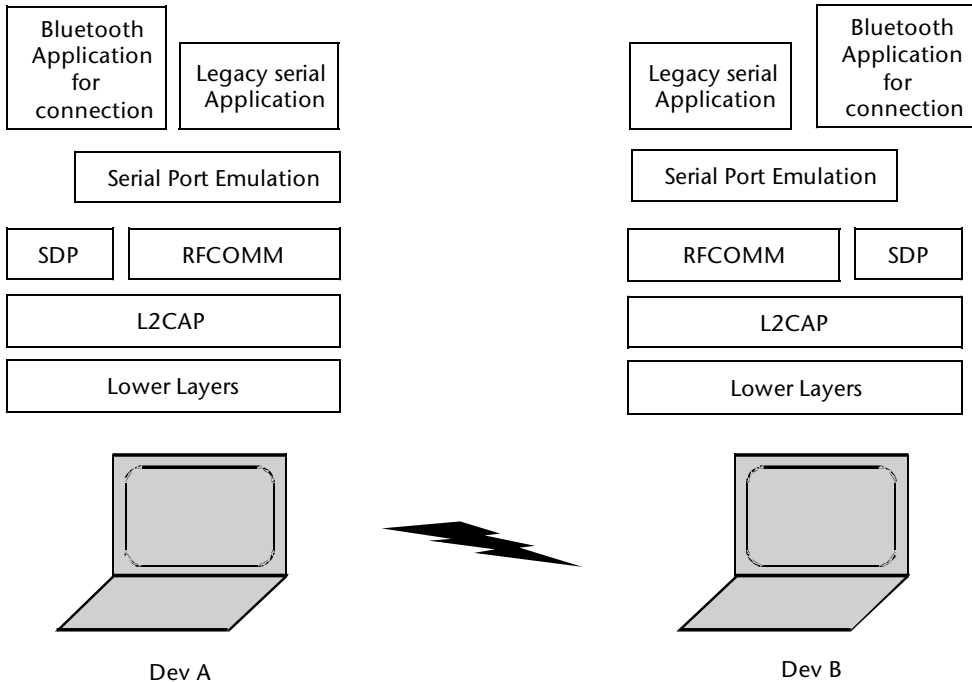 Bluetooth
Application
for
connection
Legacy serial
Application
Serial Port Emulation
SDP
RFCOMM
L2CAP
Lower Layers
Dev A
Legacy serial
Application
Bluetooth
Application
for
connection
Serial Port Emulation
RFCOMM
SDP
L2CAP
Lower Layers
Dev B